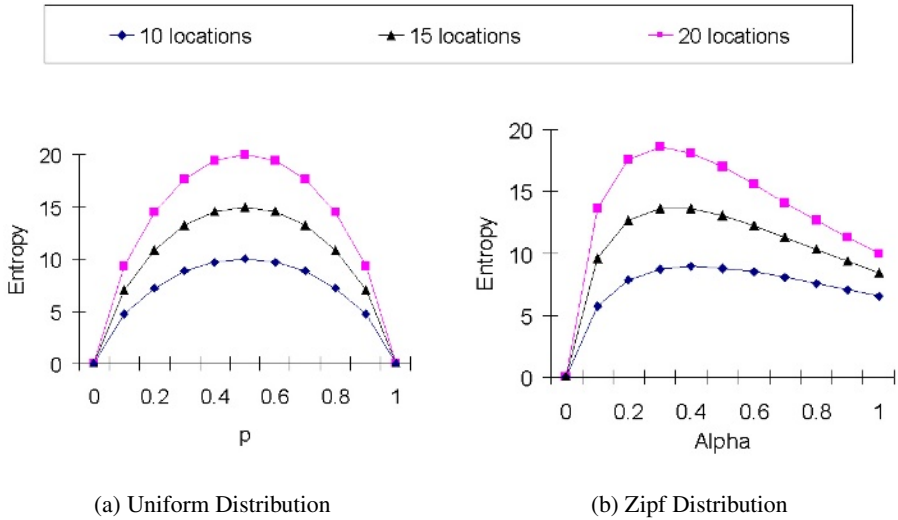 10 locations 15 locations 20 locations
20
15
10
5
0
Entropy
0 0.2 0.4 0.6 0.8 1
p
(a) Uniform Distribution
20
15
10
5
0
Entropy
0 0.2 0.4 0.6 0.8 1
Alpha
(b) Zipf Distribution